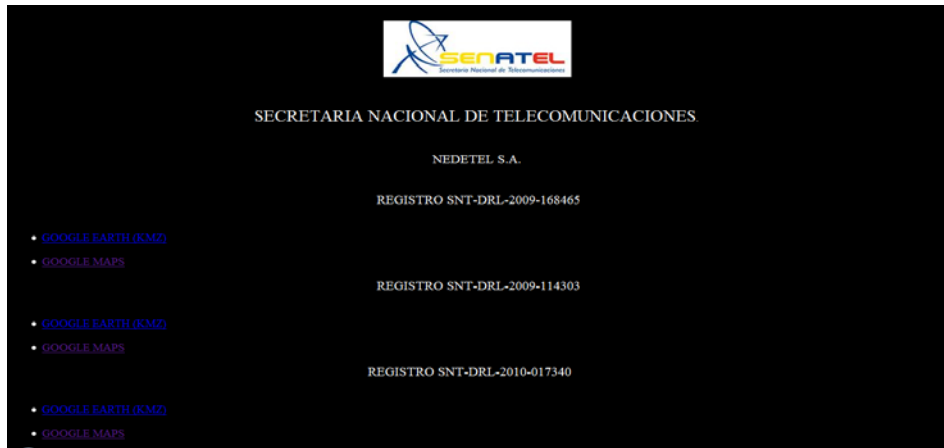 SENATEL
Secretaria Nacional de Telecomunicaciones
SECRETARIA NACIONAL DE TELECOMUNICACIONES.
NEDETEL S.A.
REGISTRO SNT-DRL-2009-168465
• GOOGLE EARTH (KMZ)
• GOOGLE MAPS
REGISTRO SNT-DRL-2009-114303
• GOOGLE EARTH (KMZ)
• GOOGLE MAPS
REGISTRO SNT-DRL-2010-017340
• GOOGLE EARTH (KMZ)
• GOOGLE MAPS